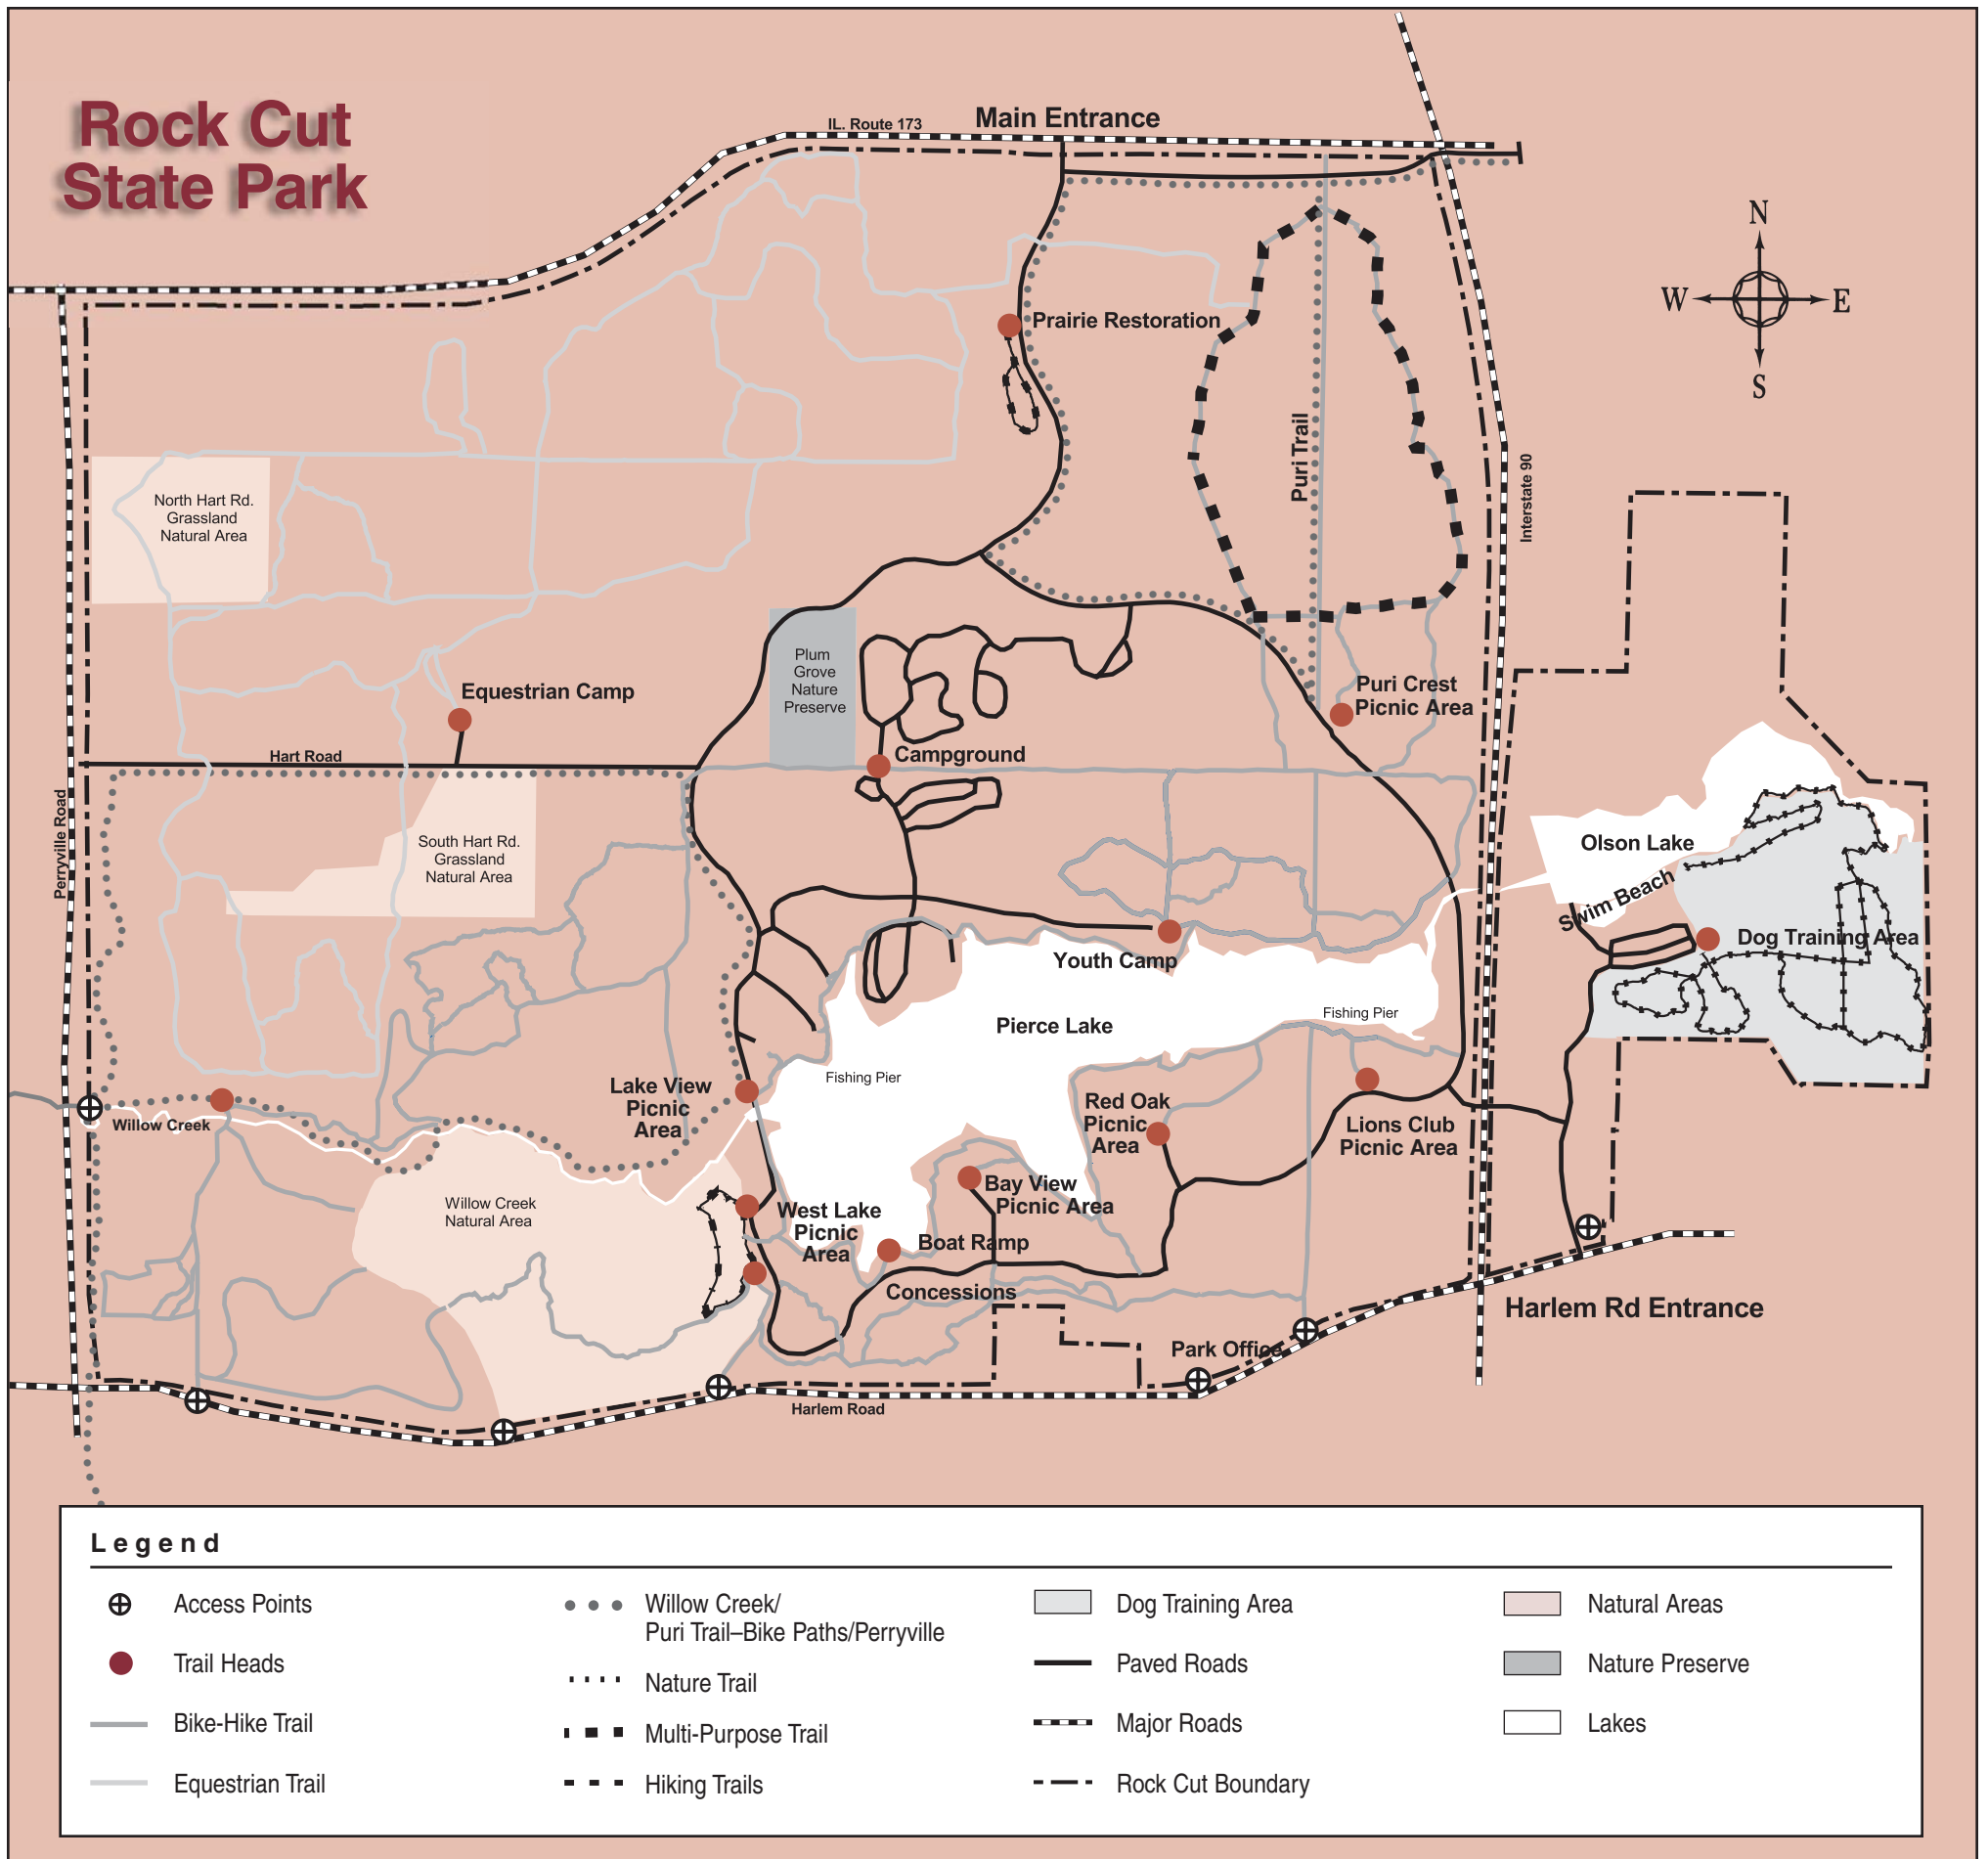 Rock Cut
State Park
IL. Route 173
Main Entrance
N
W
E
S
Prairie Restoration
Puri Trail
Interstate 90
North Hart Rd.
Grassland
Natural Area
Plum
Grove
Nature
Preserve
Equestrian Camp
Puri Crest
Picnic Area
Hart Road
Campground
Perryville Road
South Hart Rd.
Grassland
Natural Area
Olson Lake
Swim Beach
Dog Training Area
Youth Camp
Pierce Lake
Fishing Pier
Fishing Pier
Lake View
Picnic
Area
Red Oak
Picnic
Area
Lions Club
Picnic Area
Willow Creek
Willow Creek
Natural Area
Bay View
Picnic Area
West Lake
Picnic
Area
Boat Ramp
Concessions
Harlem Rd Entrance
Park Office
Harlem Road
Legend
Access Points
Trail Heads
Bike-Hike Trail
Equestrian Trail
Willow Creek/
Puri Trail–Bike Paths/Perryville
Nature Trail
Multi-Purpose Trail
Hiking Trails
Dog Training Area
Paved Roads
Major Roads
Rock Cut Boundary
Natural Areas
Nature Preserve
Lakes